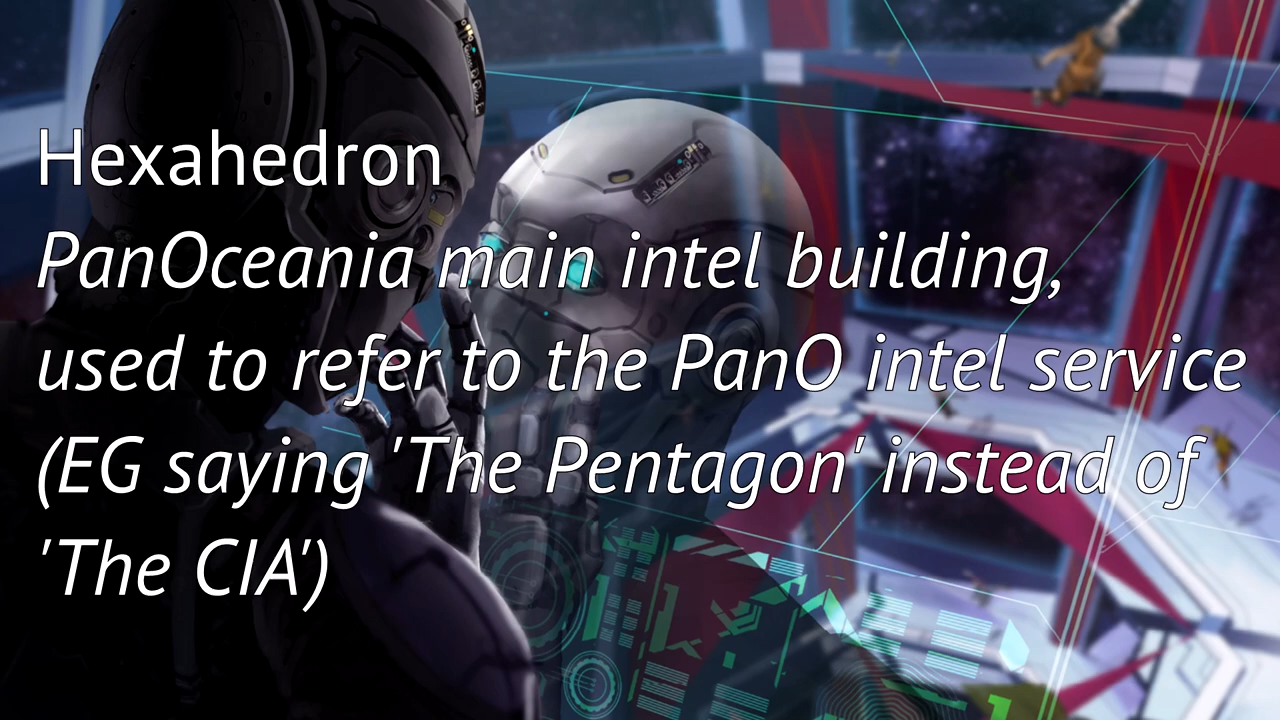 Hexahedron
PanOceania main intel building,
used to refer to the PanO intel service
(EG saying 'The Pentagon' instead of
'The CIA')